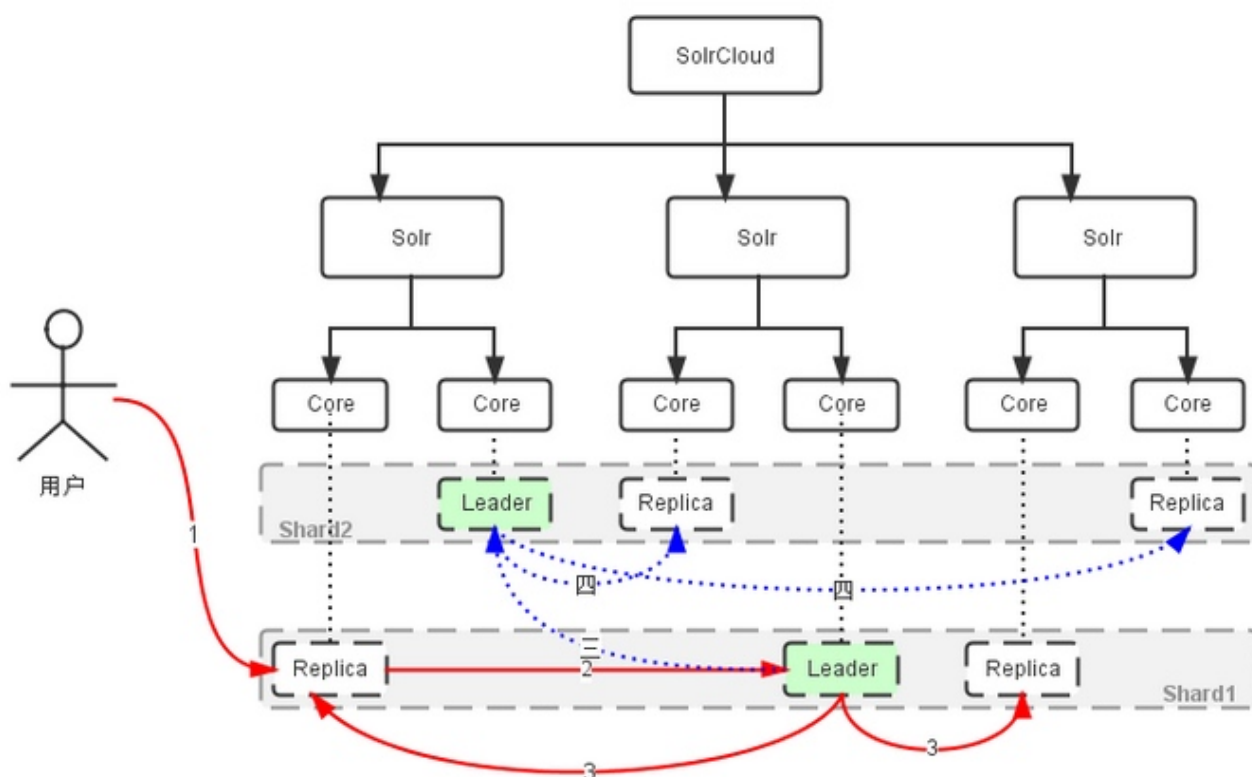 SolrCloud
Solr
Solr
Solr
Core
Core
Core
Core
Core
Core
用户
Leader
Replica
Replica
Shard2
1
四
四
三
2
Replica
Leader
Replica
Shard1
3
3